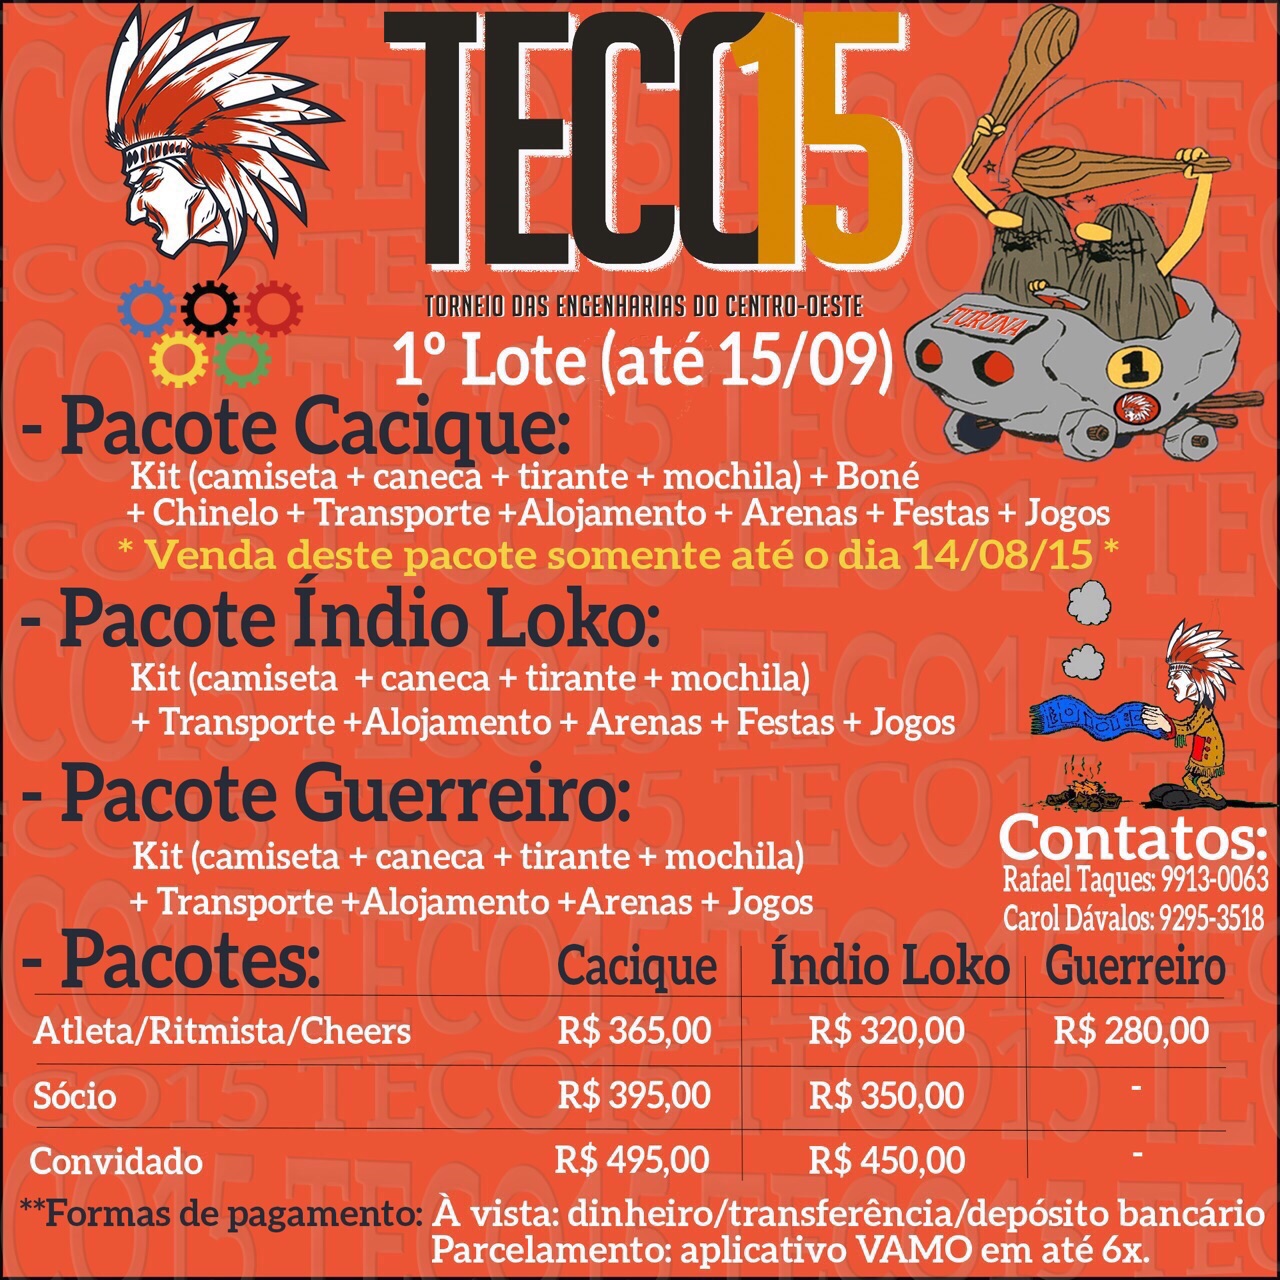 TECO15
TORNEIO DAS ENGENHARIAS DO CENTRO-OESTE
1º Lote (até 15/09)
TURUNA
1
- Pacote Cacique:
Kit (camiseta + caneca + tirante + mochila) + Boné
+ Chinelo + Transporte +Alojamento + Arenas + Festas + Jogos
* Venda deste pacote somente até o dia 14/08/15 *
- Pacote Índio Loko:
Kit (camiseta + caneca + tirante + mochila)
+ Transporte +Alojamento + Arenas + Festas + Jogos
- Pacote Guerreiro:
Kit (camiseta + caneca + tirante + mochila)
+ Transporte +Alojamento +Arenas + Jogos
Contatos:
Rafael Taques: 9913-0063
Carol Dávalos: 9295-3518
- Pacotes: Cacique Índio Loko Guerreiro
Atleta/Ritmista/Cheers R$ 365,00 R$ 320,00 R$ 280,00
Sócio R$ 395,00 R$ 350,00 -
Convidado R$ 495,00 R$ 450,00 -
**Formas de pagamento: À vista: dinheiro/transferência/depósito bancário
Parcelamento: aplicativo VAMO em até 6x.